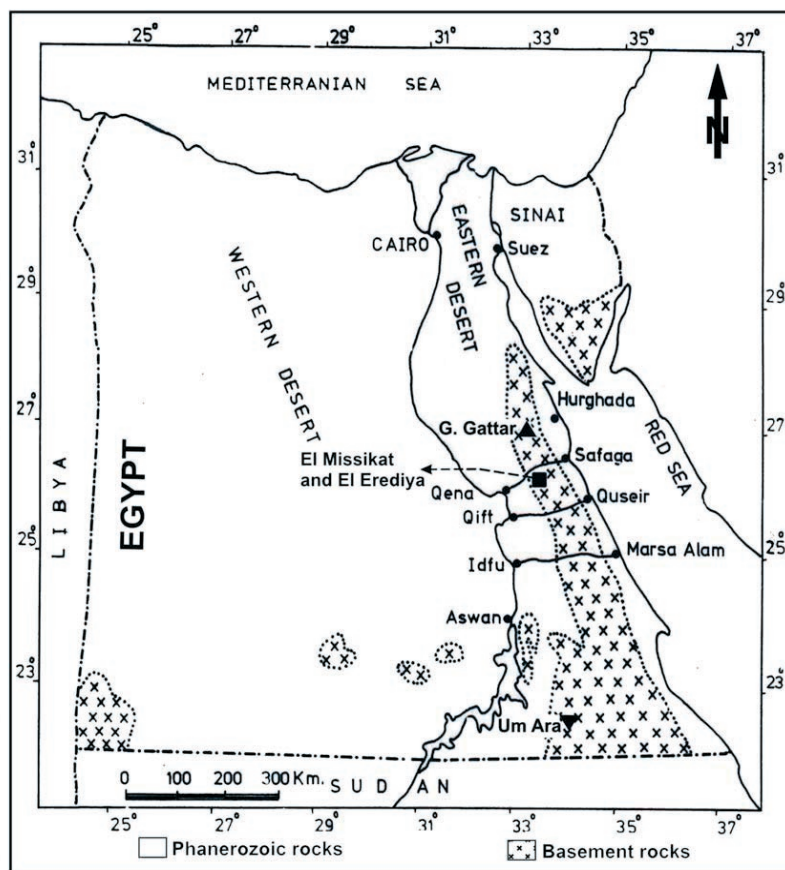 25° 27° 29° 31° 33° 35° 37°
MEDITERRANIAN SEA
N
31°
31°
SINAI
CAIRO
EASTERN
DESERT
Suez
29°
29°
WESTERN DESERT
Hurghada
27°
27°
G. Gattar
RED SEA
El Missikat
and El Erediya
Safaga
Qena
Quseir
Qift
LIBYA
EGYPT
25°
25°
Marsa Alam
Idfu
Aswan
23°
23°
Um Ara
0 100 200 300 Km.
SUDAN
25° 27° 29° 31° 33° 35° 37°
Phanerozoic rocks
Basement rocks